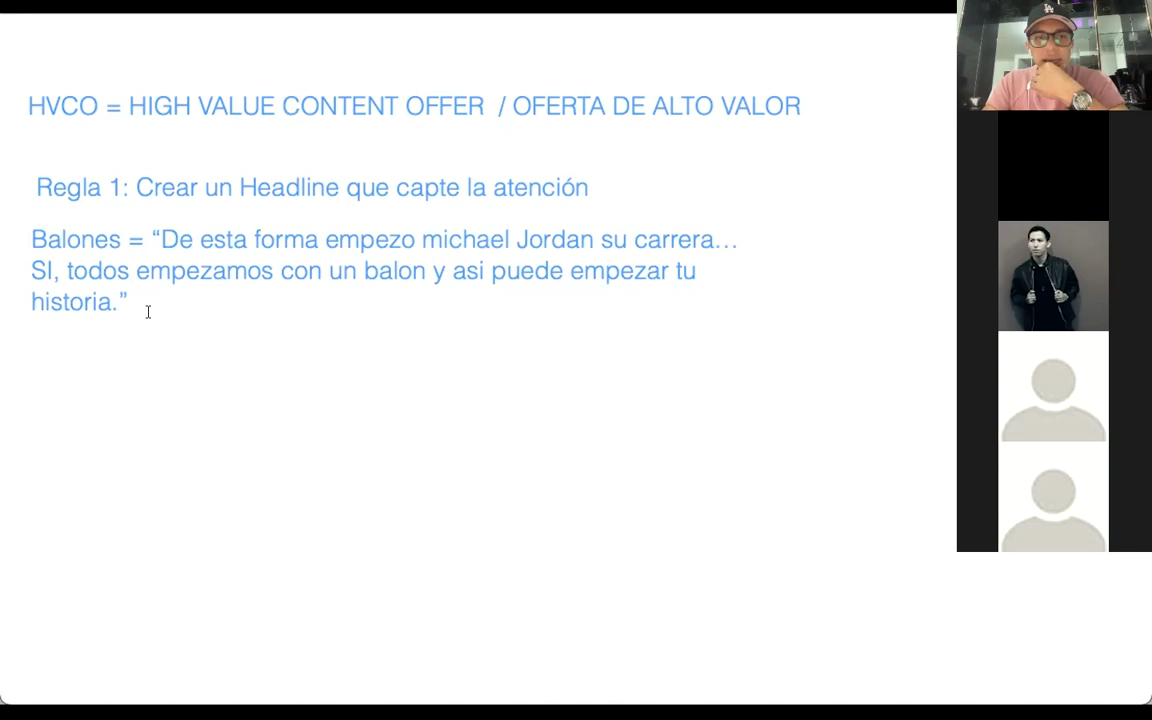 HVCO = HIGH VALUE CONTENT OFFER / OFERTA DE ALTO VALOR
Regla 1: Crear un Headline que capte la atención
Balones = “De esta forma empezo michael Jordan su carrera…
SI, todos empezamos con un balon y asi puede empezar tu
historia.”